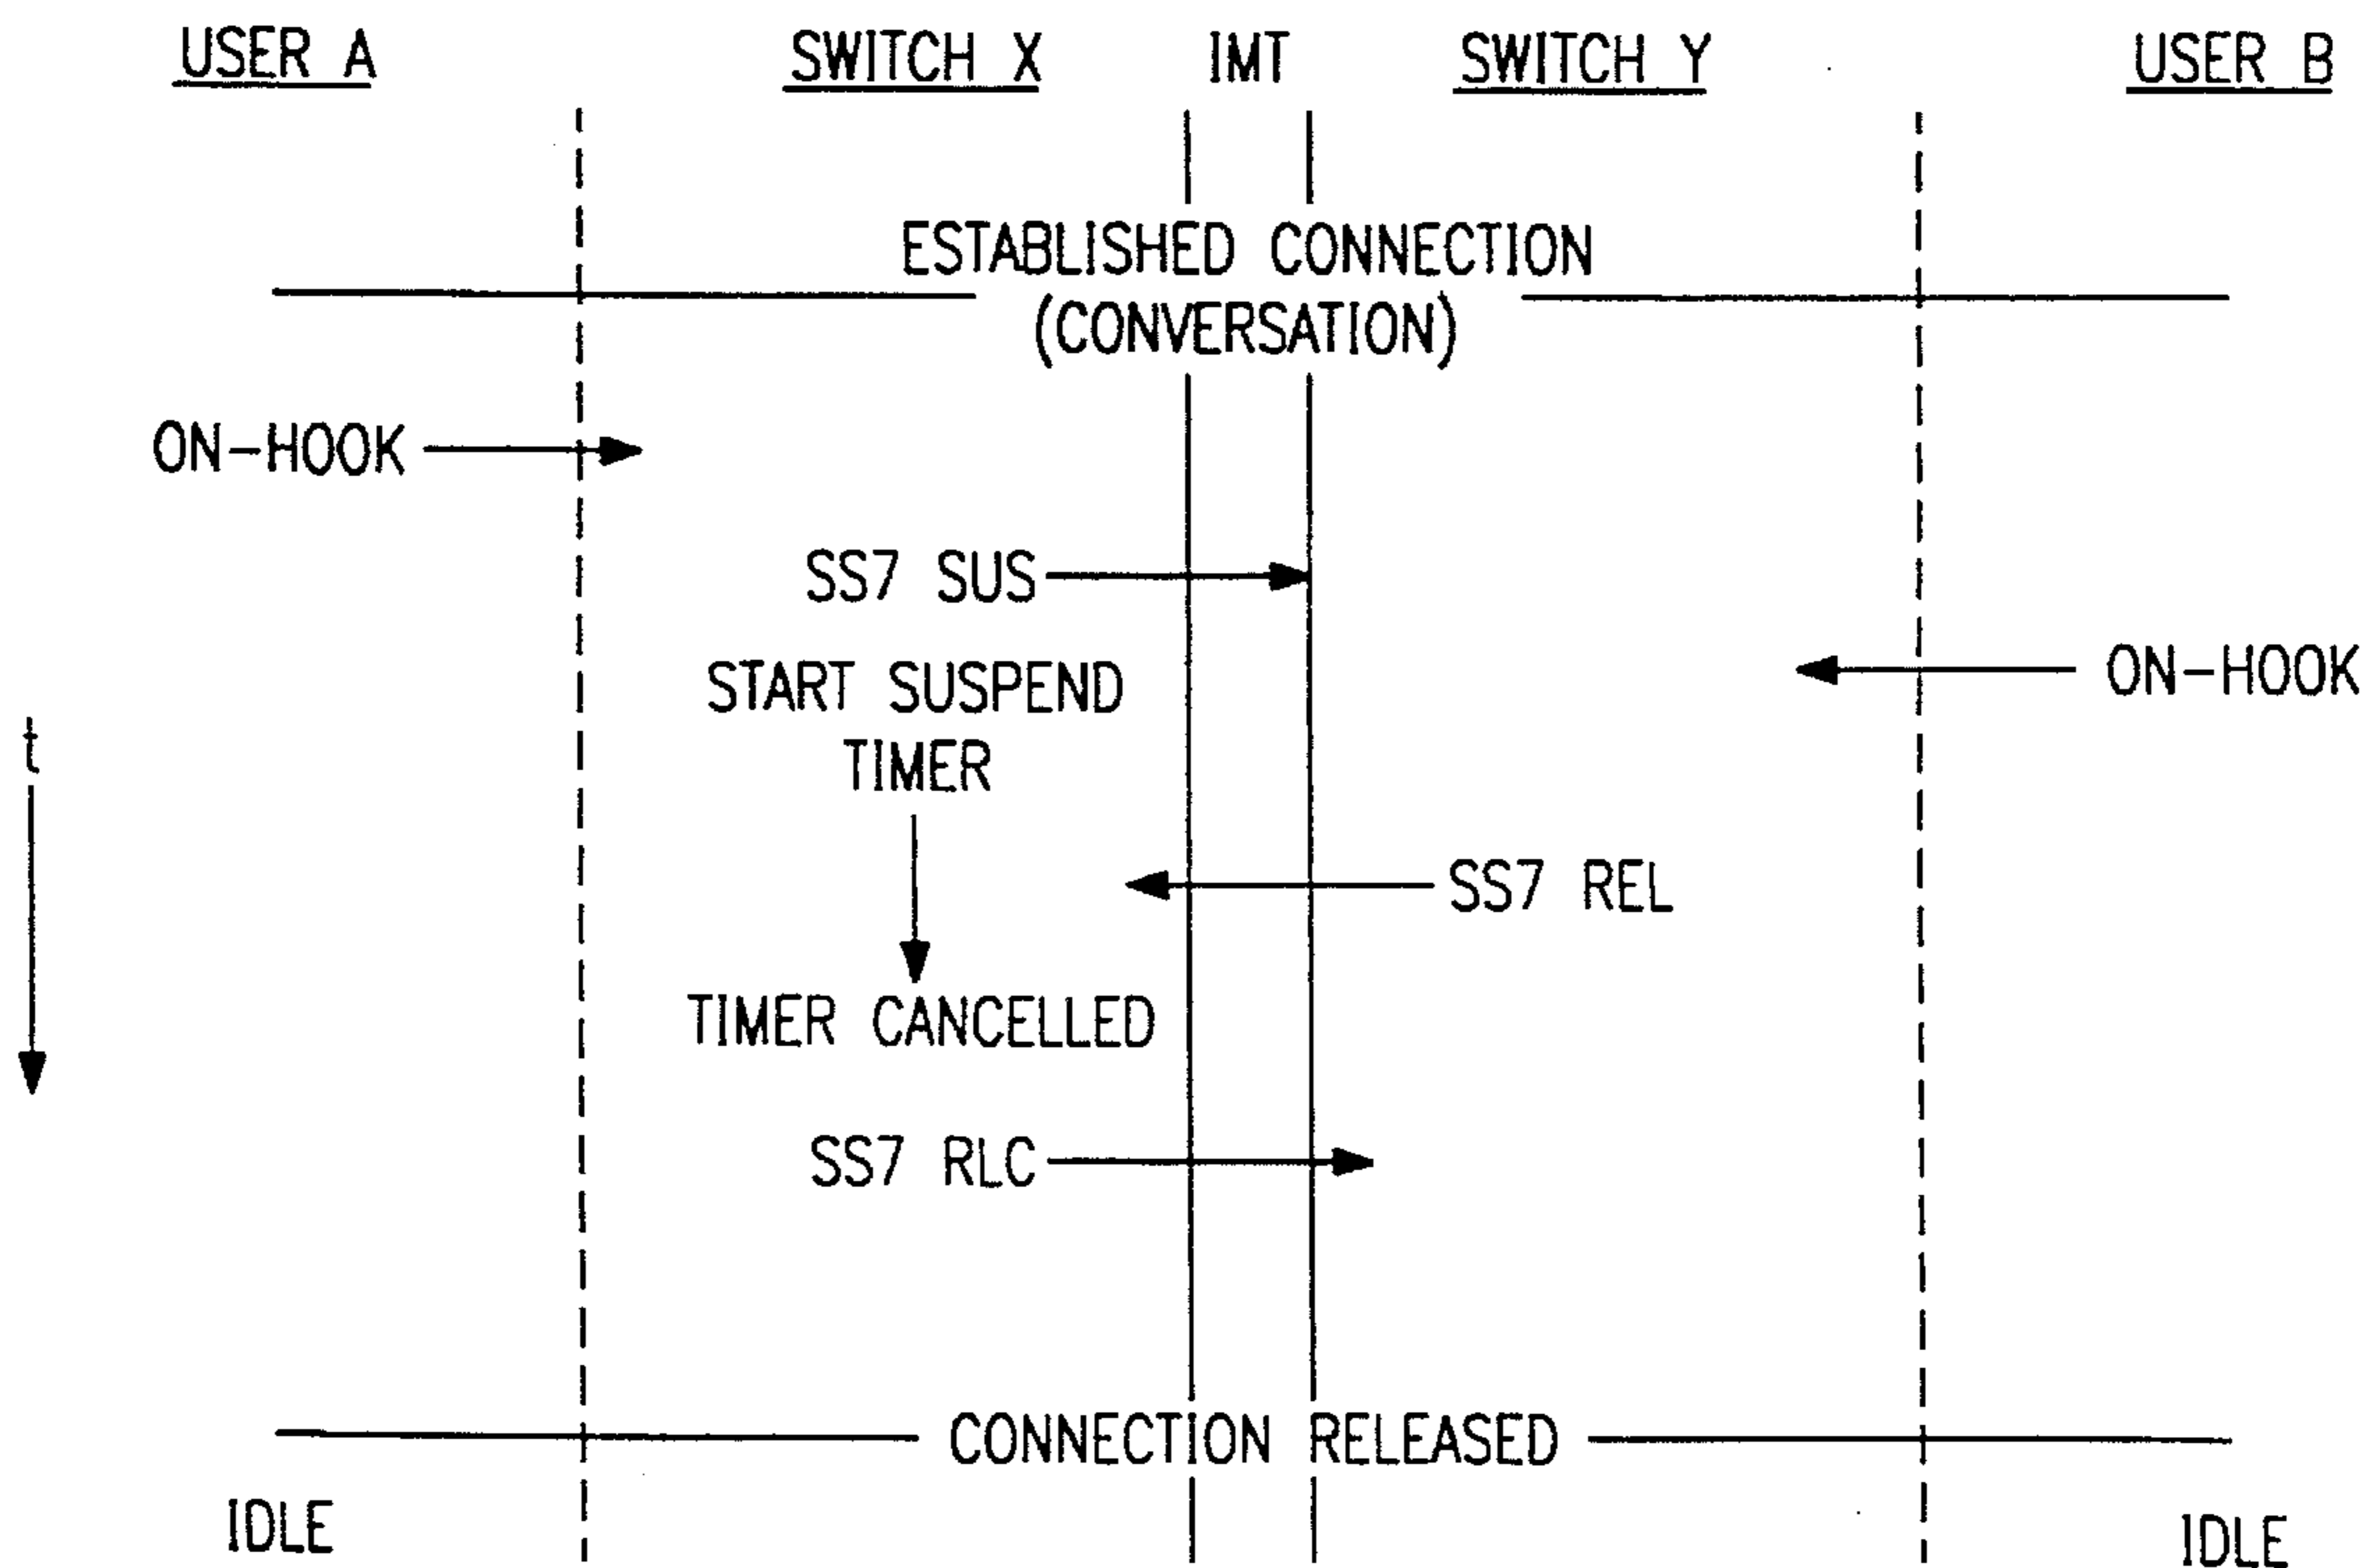 USER A
SWITCH X
IMT
SWITCH Y
USER B
ESTABLISHED CONNECTION
(CONVERSATION)
ON-HOOK
SS7 SUS
START SUSPEND
TIMER
ON-HOOK
t
SS7 REL
TIMER CANCELLED
SS7 RLC
CONNECTION RELEASED
IDLE
IDLE